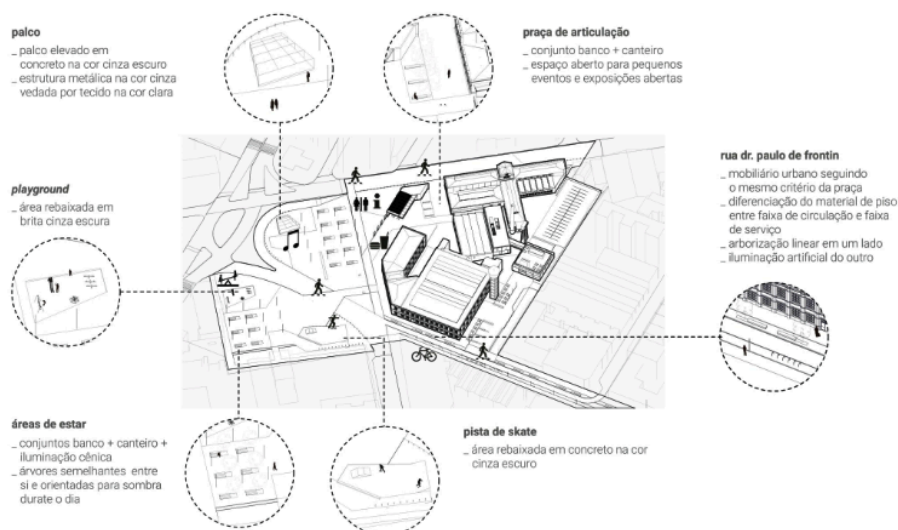 palco
_ palco elevado em
concreto na cor cinza escuro
_ estrutura metálica na cor cinza
vedada por tecido na cor clara
praça de articulação
_ conjunto banco + canteiro
_ espaço aberto para pequenos
eventos e exposições abertas
playground
_ área rebaixada em
brita cinza escura
rua dr. paulo de frontin
_ mobiliário urbano seguindo
o mesmo critério da praça
_ diferenciação do material de piso
entre faixa de circulação e faixa
de serviço
_ arborização linear em um lado
_ iluminação artificial do outro
áreas de estar
_ conjuntos banco + canteiro +
iluminação cênica
_ árvores semelhantes entre
si e orientadas para sombra
durate o dia
pista de skate
_ área rebaixada em concreto na cor
cinza escuro